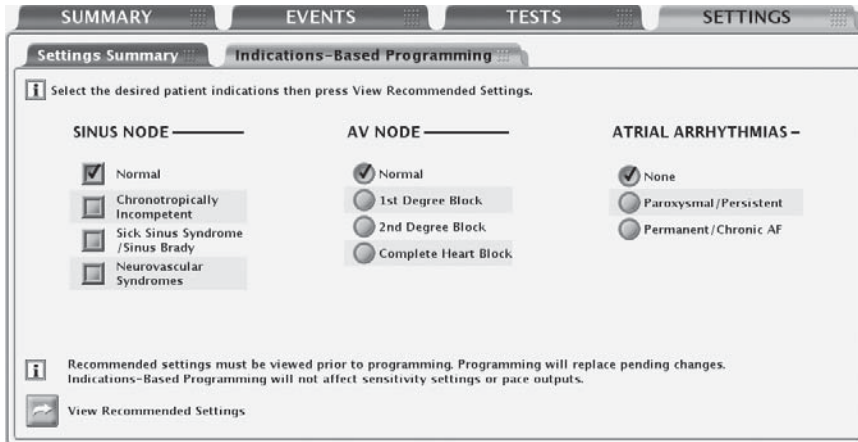 SUMMARY EVENTS TESTS SETTINGS
Settings Summary Indications-Based Programming
i Select the desired patient indications then press View Recommended Settings.
SINUS NODE
Normal
Chronotropically
Incompetent
Sick Sinus Syndrome
/Sinus Brady
Neurovascular
Syndromes
AV NODE
Normal
1st Degree Block
2nd Degree Block
Complete Heart Block
ATRIAL ARRHYTHMIAS
None
Paroxysmal/Persistent
Permanent/Chronic AF
i Recommended settings must be viewed prior to programming. Programming will replace pending changes.
Indications-Based Programming will not affect sensitivity settings or pace outputs.
View Recommended Settings